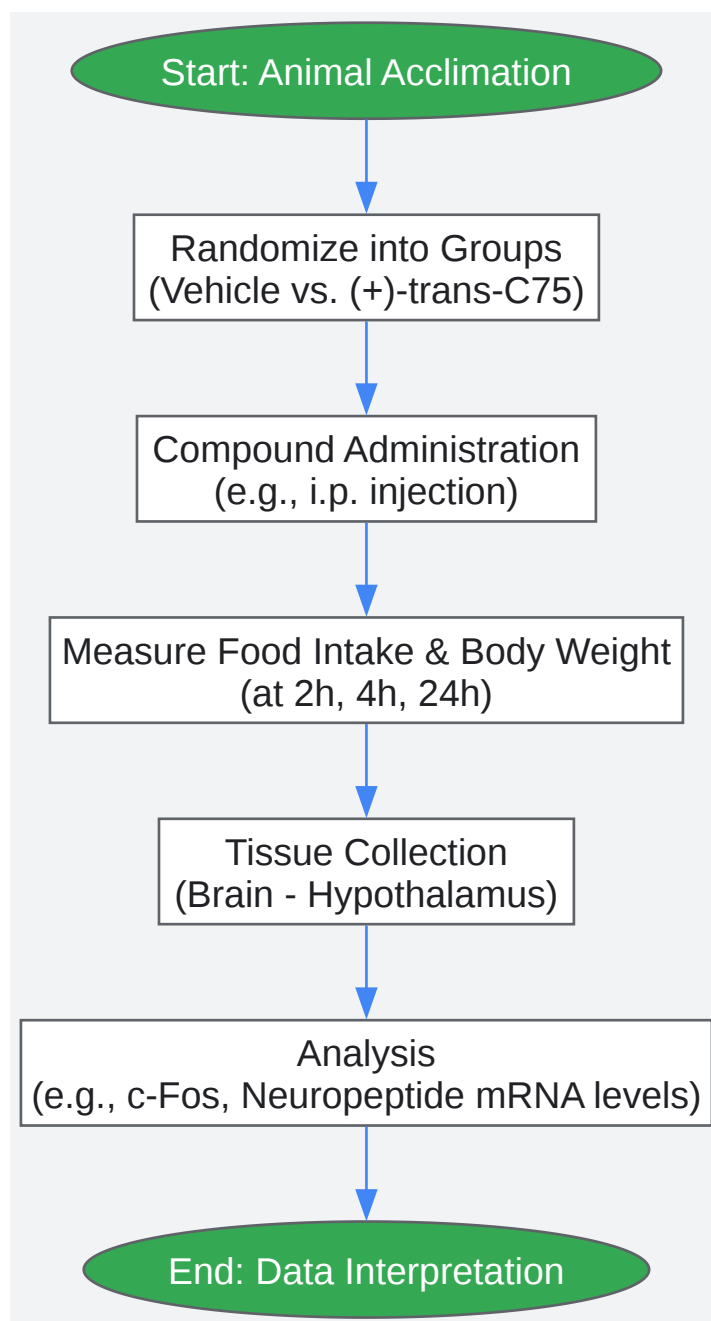 Start: Animal Acclimation
Randomize into Groups
(Vehicle vs. (+)-trans-C75)
Compound Administration
(e.g., i.p. injection)
Measure Food Intake & Body Weight
(at 2h, 4h, 24h)
Tissue Collection
(Brain - Hypothalamus)
Analysis
(e.g., c-Fos, Neuropeptide mRNA levels)
End: Data Interpretation